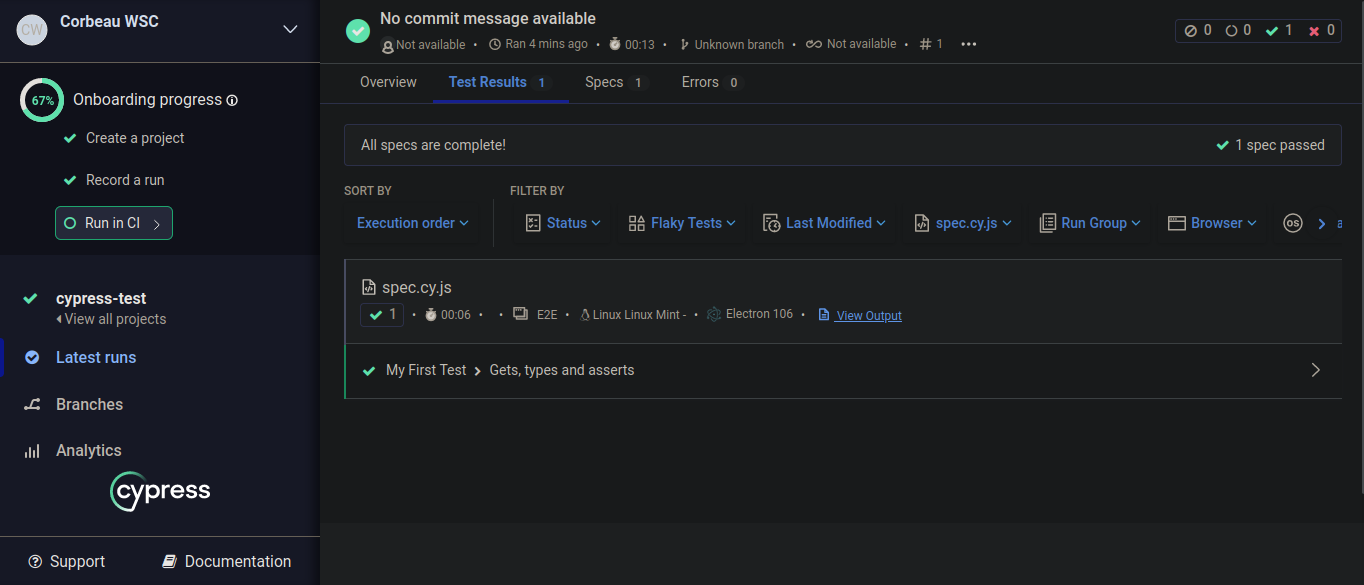 CW Corbeau WSC
67% Onboarding progress
Create a project
Record a run
Run in CI
cypress-test
View all projects
Latest runs
Branches
Analytics
cypress
Support Documentation
No commit message available
Not available • Ran 4 mins ago • 00:13 • Unknown branch • Not available • # 1 •••
0 0 1 0
Overview Test Results 1 Specs 1 Errors 0
All specs are complete! 1 spec passed
SORT BY FILTER BY
Execution order Status Flaky Tests Last Modified spec.cy.js Run Group Browser OS
spec.cy.js
1 • 00:06 • • E2E • Linux Linux Mint - • Electron 106 • View Output
My First Test > Gets, types and asserts